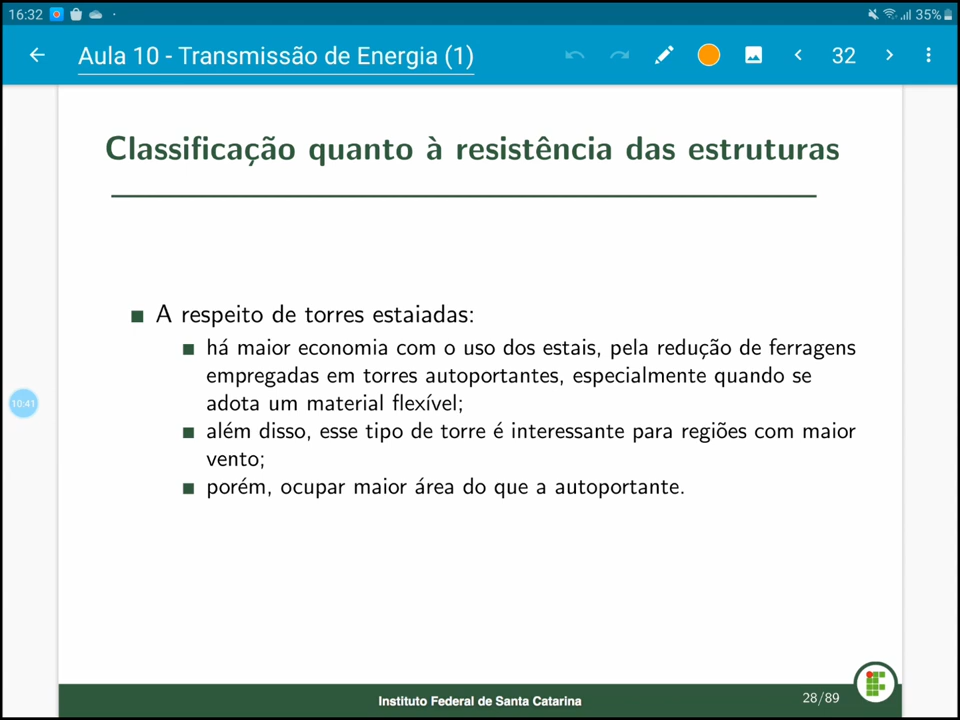 16:32
35%
Aula 10 - Transmissão de Energia (1)
32
Classificação quanto à resistência das estruturas
A respeito de torres estaiadas:
há maior economia com o uso dos estais, pela redução de ferragens
empregadas em torres autoportantes, especialmente quando se
adota um material flexível;
além disso, esse tipo de torre é interessante para regiões com maior
vento;
porém, ocupar maior área do que a autoportante.
10:41
Instituto Federal de Santa Catarina
28/89